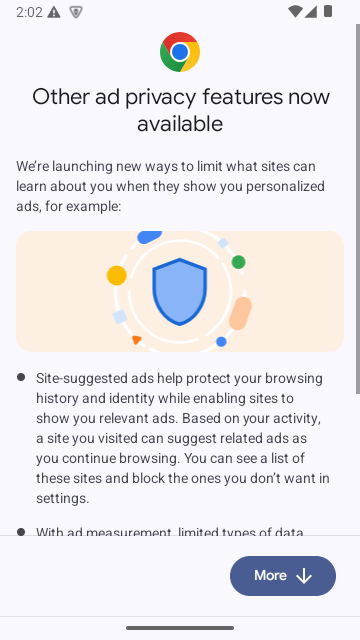 2:02
Other ad privacy features now
available
We're launching new ways to limit what sites can
learn about you when they show you personalized
ads, for example:
Site-suggested ads help protect your browsing
history and identity while enabling sites to
show you relevant ads. Based on your activity,
a site you visited can suggest related ads as
you continue browsing. You can see a list of
these sites and block the ones you don't want in
settings.
With ad measurement, limited types of data
More